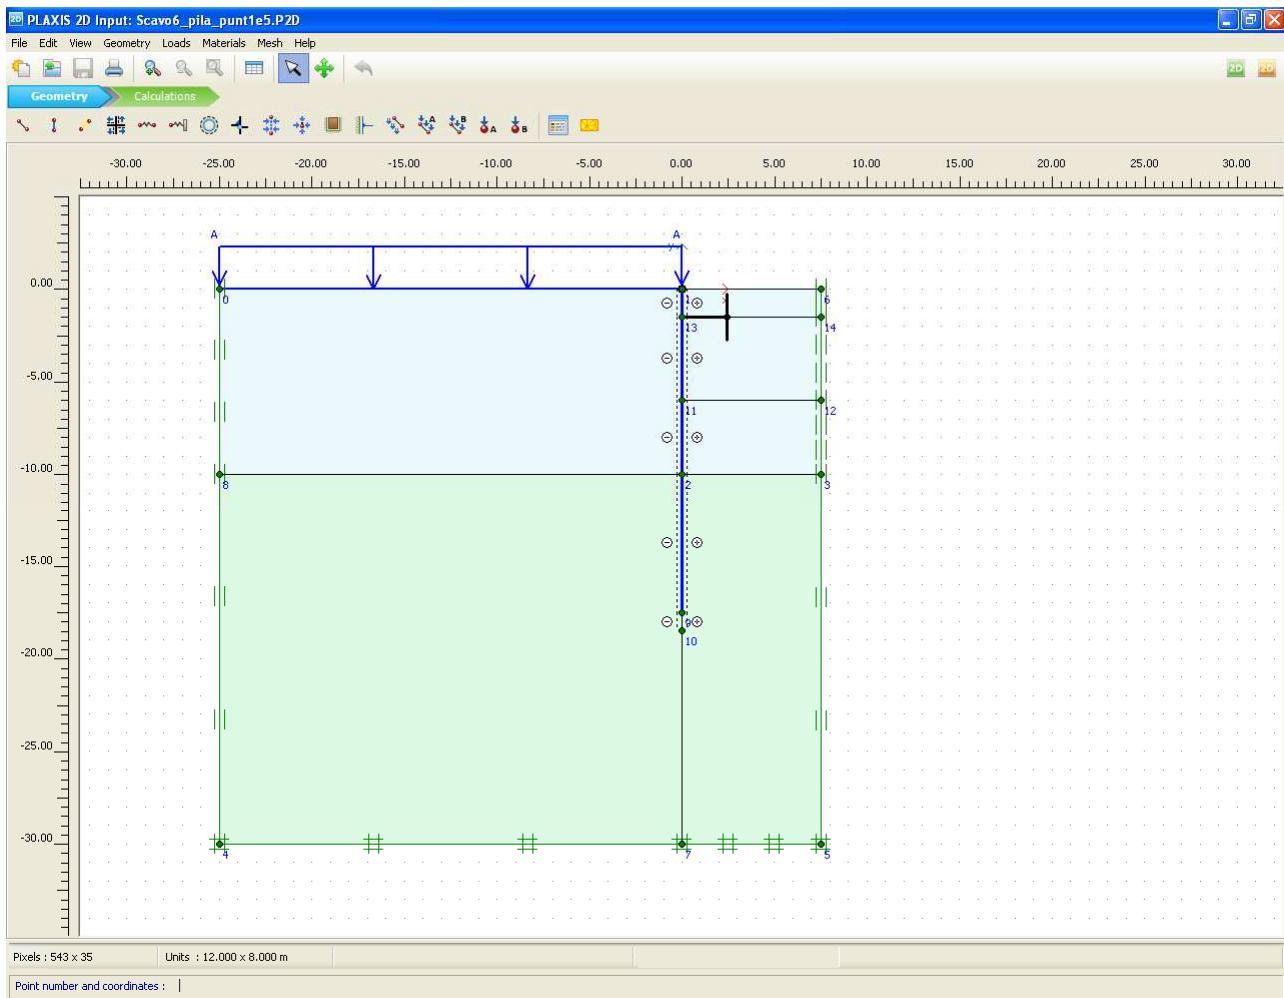 PLAXIS 2D Input: Scavo6_pila_punt1e5.P2D
File Edit View Geometry Loads Materials Mesh Help
2D 2D
Geometry Calculations
A B A B
-30.00 -25.00 -20.00 -15.00 -10.00 -5.00 0.00 5.00 10.00 15.00 20.00 25.00 30.00
A A
y
0.00
0 1 6
x
13 14
-5.00
11 12
-10.00
8 2 3
-15.00
9
-20.00
10
-25.00
-30.00
4 7 5
Pixels : 543 x 35 Units : 12.000 x 8.000 m
Point number and coordinates :